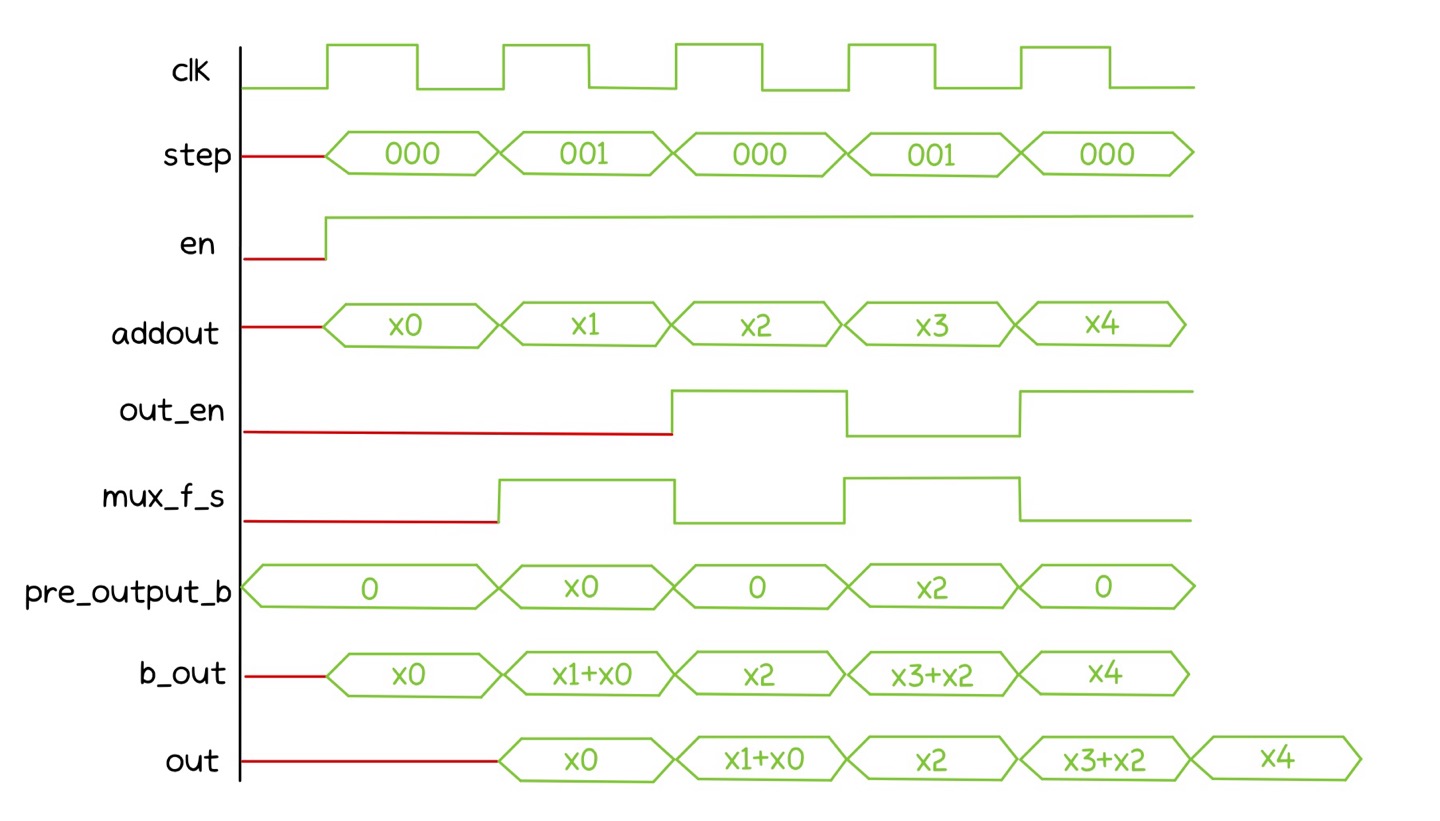 clk
step 000 001 000 001 000
en
addout x0 x1 x2 x3 x4
out_en
mux_f_s
pre_output_b 0 x0 0 x2 0
b_out x0 x1+x0 x2 x3+x2 x4
out x0 x1+x0 x2 x3+x2 x4